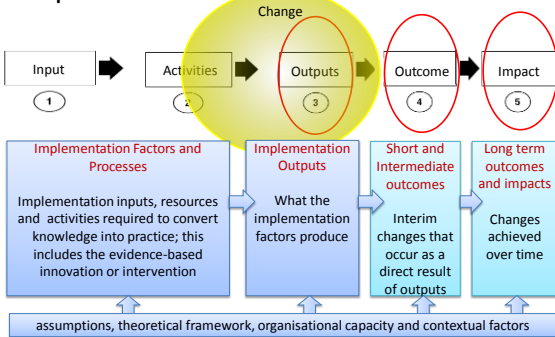 Change
Input
Activities
Outputs
Outcome
Impact
1
2
3
4
5
Implementation Factors and
Processes
Implementation inputs, resources
and activities required to convert
knowledge into practice; this
includes the evidence-based
innovation or intervention
Implementation
Outputs
What the
implementation
factors produce
Short and
Intermediate
outcomes
Interim
changes that
occur as a
direct result
of outputs
Long term
outcomes
and impacts
Changes
achieved
over time
assumptions, theoretical framework, organisational capacity and contextual factors